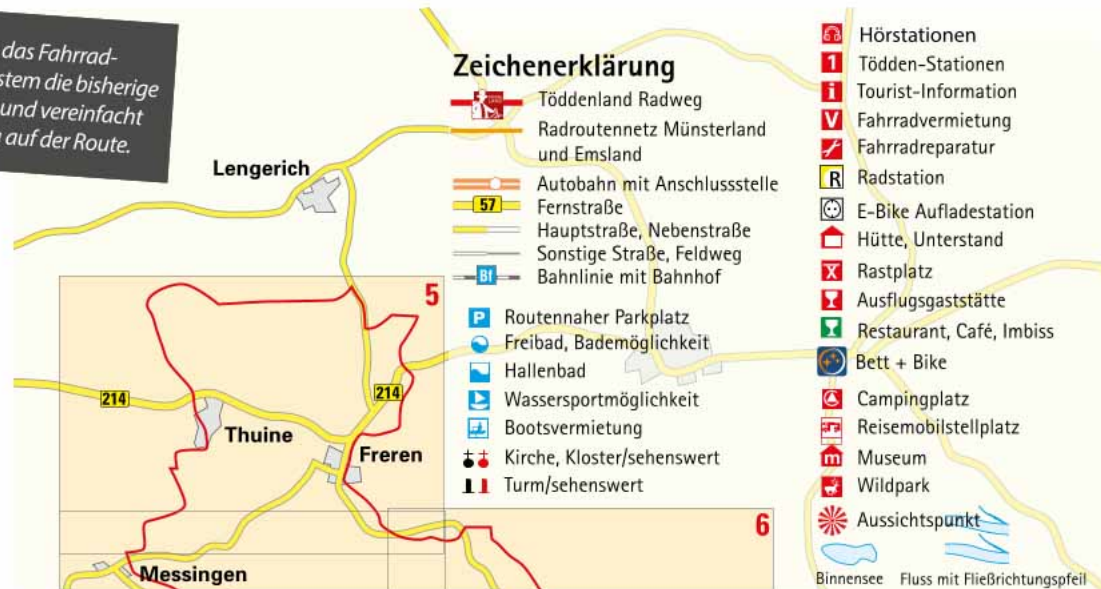 das Fahrrad-
stem die bisherige
und vereinfacht
auf der Route.
Zeichenerklärung
Töddenland Radweg
Radroutennetz Münsterland
und Emsland
Autobahn mit Anschlussstelle
57
Fernstraße
Hauptstraße, Nebenstraße
Sonstige Straße, Feldweg
Bf
Bahnlinie mit Bahnhof
P
Routennaher Parkplatz
Freibad, Bademöglichkeit
Hallenbad
Wassersportmöglichkeit
Bootsvermietung
Kirche, Kloster/sehenswert
Turm/sehenswert
Hörstationen
1 Tödden-Stationen
i Tourist-Information
V Fahrradvermietung
Fahrradreparatur
R Radstation
E-Bike Aufladestation
Hütte, Unterstand
Rastplatz
Ausflugsgaststätte
Restaurant, Café, Imbiss
Bett + Bike
Campingplatz
Reisemobilstellplatz
m Museum
Wildpark
Aussichtspunkt
Binnensee Fluss mit Fließrichtungspfeil
Lengerich
5
214
214
Thuine
Freren
6
Messingen